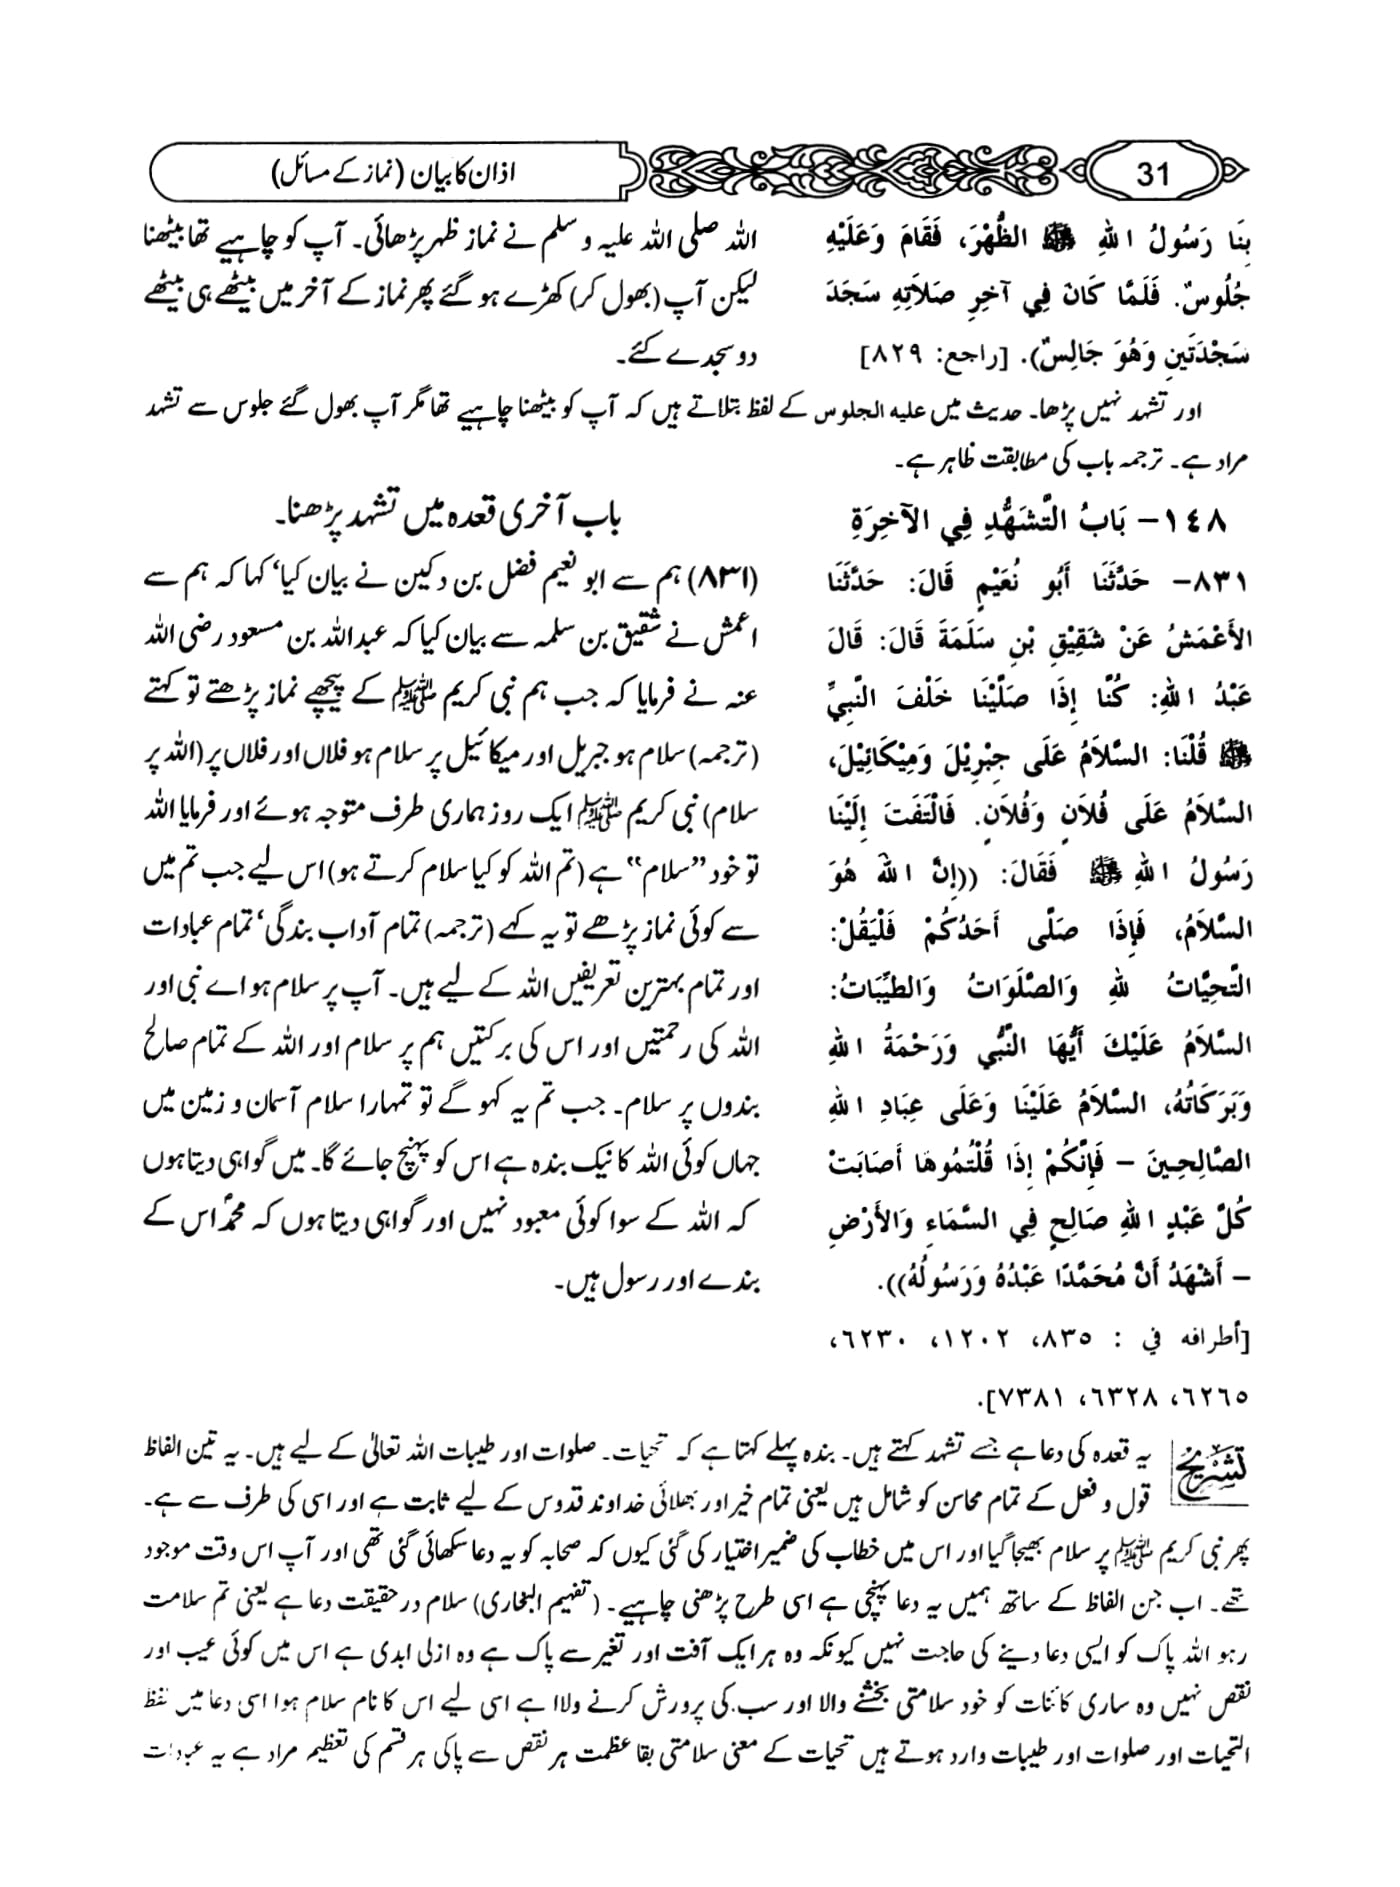 31
اذان کا بیان (نماز کے مسائل)
بِنَا رَسُولُ اللهِ ﷺ الظُّهْرَ، فَقَامَ وَعَلَيْهِ
جُلُوسٌ. فَلَمَّا كَانَ فِي آخِرِ صَلاَتِهِ سَجَدَ
سَجْدَتَينِ وَهُوَ جَالِسٌ). [راجع: ٨٢٩]
اللہ صلی اللہ علیہ و سلم نے نماز ظہر پڑھائی۔ آپ کو چاہیے تھا بیٹھنا
لیکن آپ (بھول کر) کھڑے ہو گئے پھر نماز کے آخر میں بیٹھے ہی بیٹھے
دو سجدے کئے۔
اور تشہد نہیں پڑھا۔ حدیث میں علیه الجلوس کے لفظ بتلاتے ہیں کہ آپ کو بیٹھنا چاہیے تھا مگر آپ بھول گئے جلوس سے تشہد
مراد ہے۔ ترجمہ باب کی مطابقت ظاہر ہے۔
١٤٨- بَابُ التَّشَهُّدِ فِي الآخِرَةِ
٨٣١- حَدَّثَنَا أَبُو نُعَيْمٍ قَالَ: حَدَّثَنَا
الأَعْمَشُ عَنْ شَقِيْقِ بْنِ سَلَمَةَ قَالَ: قَالَ
عَبْدُ اللهِ: كُنَّا إِذَا صَلَّيْنَا خَلْفَ النَّبِيِّ
ﷺ قُلْنَا: السَّلاَمُ عَلَى جِبْرِيْلَ وَمِيْكَائِيْلَ،
السَّلاَمُ عَلَى فُلاَنٍ وَفُلاَنٍ. فَالْتَفَتَ إِلَيْنَا
رَسُولُ اللهِ ﷺ فَقَالَ: ((إِنَّ اللهَ هُوَ
السَّلاَمُ، فَإِذَا صَلَّى أَحَدُكُمْ فَلْيَقُلْ:
التَّحِيَّاتُ للهِ وَالصَّلَوَاتُ وَالطَّيِّبَاتُ:
السَّلاَمُ عَلَيْكَ أَيُّهَا النَّبِيُّ وَرَحْمَةُ اللهِ
وَبَرَكَاتُهُ، السَّلاَمُ عَلَيْنَا وَعَلَى عِبَادِ اللهِ
الصَّالِحِينَ – فَإِنَّكُمْ إِذَا قُلْتُمُوهَا أَصَابَتْ
كُلَّ عَبْدٍ للهِ صَالِحٍ فِي السَّمَاءِ وَالأَرْضِ
– أَشْهَدُ أَنَّ مُحَمَّدًا عَبْدُهُ وَرَسُولُهُ)).
[أطرافه في : ٨٣٥، ١٢٠٢، ٦٢٣٠،
٦٢٦٥، ٦٣٢٨، ٧٣٨١].
باب آخری قعدہ میں تشہد پڑھنا۔
(۸۳۱) ہم سے ابو نعیم فضل بن دکین نے بیان کیا' کہا کہ ہم سے
اعمش نے شقیق بن سلمہ سے بیان کیا کہ عبداللہ بن مسعود رضی اللہ
عنہ نے فرمایا کہ جب ہم نبی کریم ﷺ کے پیچھے نماز پڑھتے تو کہتے
(ترجمہ) سلام ہو جبریل اور میکائیل پر سلام ہو فلاں اور فلاں پر (اللہ پر
سلام) نبی کریم ﷺ ایک روز ہماری طرف متوجہ ہوئے اور فرمایا اللہ
تو خود "سلام" ہے (تم اللہ کو کیا سلام کرتے ہو) اس لیے جب تم میں
سے کوئی نماز پڑھے تو یہ کہے (ترجمہ) تمام آداب بندگی' تمام عبادات
اور تمام بہترین تعریفیں اللہ کے لیے ہیں۔ آپ پر سلام ہو اے نبی اور
اللہ کی رحمتیں اور اس کی برکتیں ہم پر سلام اور اللہ کے تمام صالح
بندوں پر سلام۔ جب تم یہ کہو گے تو تمہارا سلام آسمان و زمین میں
جہاں کوئی اللہ کا نیک بندہ ہے اس کو پہنچ جائے گا۔ میں گواہی دیتا ہوں
کہ اللہ کے سوا کوئی معبود نہیں اور گواہی دیتا ہوں کہ محمدؐ اس کے
بندے اور رسول ہیں۔
تشریح
یہ قعدہ کی دعا ہے جسے تشہد کہتے ہیں۔ بندہ پہلے کہتا ہے کہ تحیات۔ صلوات اور طیبات اللہ تعالٰی کے لیے ہیں۔ یہ تین الفاظ
قول و فعل کے تمام محاسن کو شامل ہیں یعنی تمام خیر اور بھلائی خداوند قدوس کے لیے ثابت ہے اور اسی کی طرف سے ہے۔
پھر نبی کریم ﷺ پر سلام بھیجا گیا اور اس میں خطاب کی ضمیر اختیار کی گئی کیوں کہ صحابہ کو یہ دعا سکھائی گئی تھی اور آپ اس وقت موجود
تھے۔ اب جن الفاظ کے ساتھ ہمیں یہ دعا پہنچی ہے اسی طرح پڑھنی چاہیے۔ (تفہیم البخاری) سلام در حقیقت دعا ہے یعنی تم سلامت
رہو اللہ پاک کو ایسی دعا دینے کی حاجت نہیں کیونکہ وہ ہر ایک آفت اور تغیر سے پاک ہے وہ ازلی ابدی ہے اس میں کوئی عیب اور
نقص نہیں وہ ساری کائنات کو خود سلامتی بخشنے والا اور سب کی پرورش کرنے والا ہے اسی لیے اس کا نام سلام ہوا اسی دعا میں لفظ
التحیات اور صلوات اور طیبات وارد ہوتے ہیں تحیات کے معنی سلامتی بقا عظمت ہر نقص سے پاکی ہر قسم کی تعظیم مراد ہے یہ عبادات